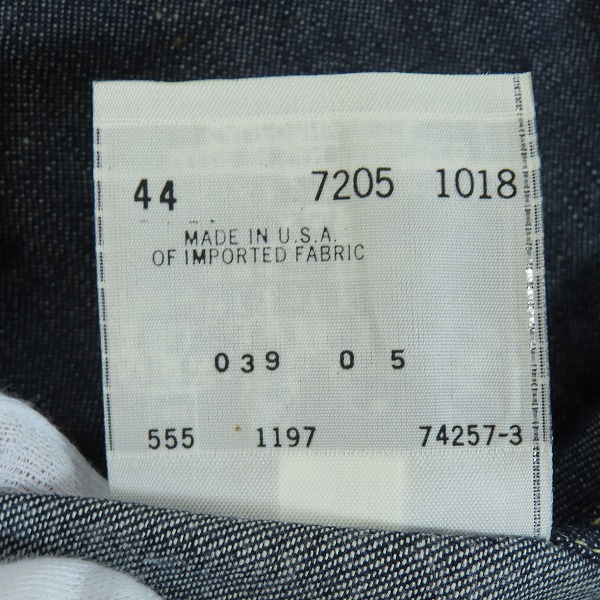 44 7205 1018
MADE IN U.S.A.
OF IMPORTED FABRIC
039 0 5
555 1197 74257-3